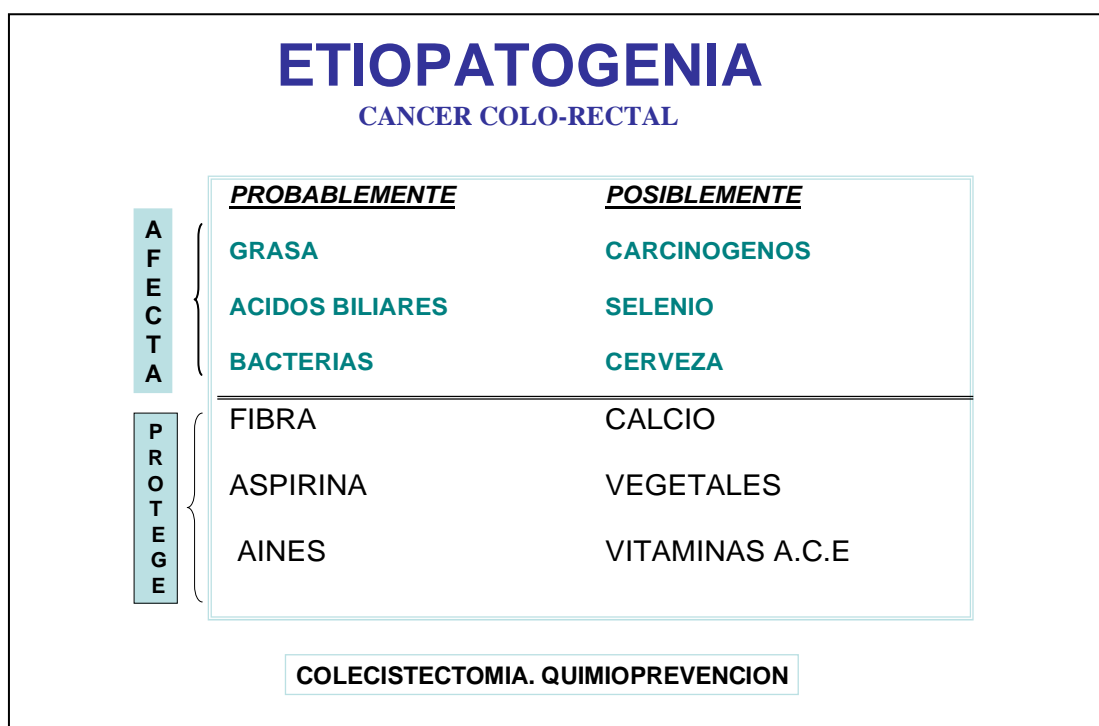 ETIOPATOGENIA
CANCER COLO-RECTAL
PROBABLEMENTE POSIBLEMENTE
AFECTA
GRASA CARCINOGENOS
ACIDOS BILIARES SELENIO
BACTERIAS CERVEZA
PROTEGE
FIBRA CALCIO
ASPIRINA VEGETALES
AINES VITAMINAS A.C.E
COLECISTECTOMIA. QUIMIOPREVENCION